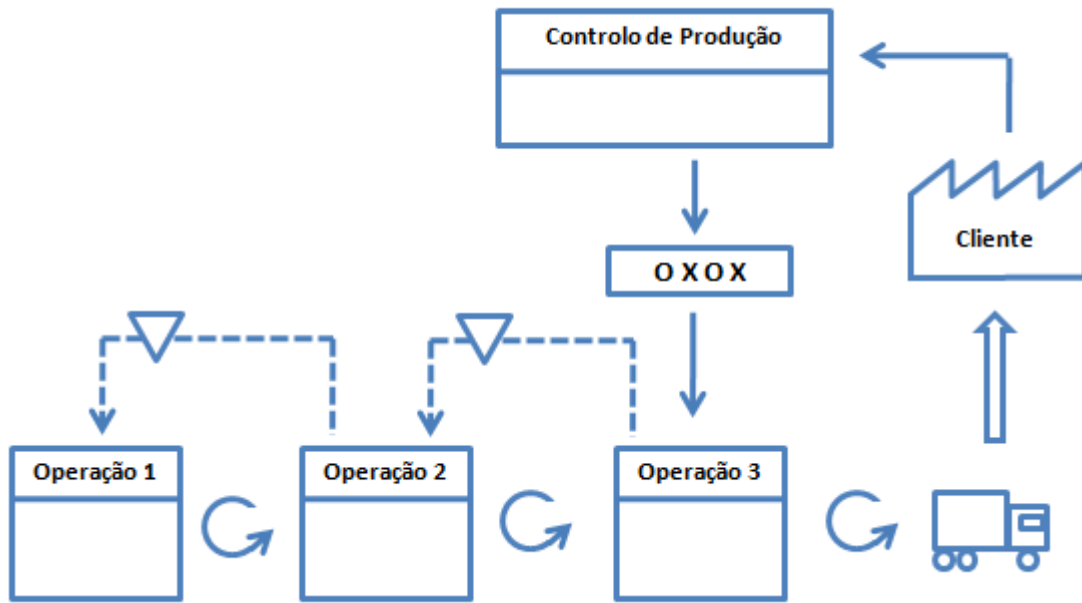 Controlo de Produção
Cliente
O X O X
Operação 1
Operação 2
Operação 3